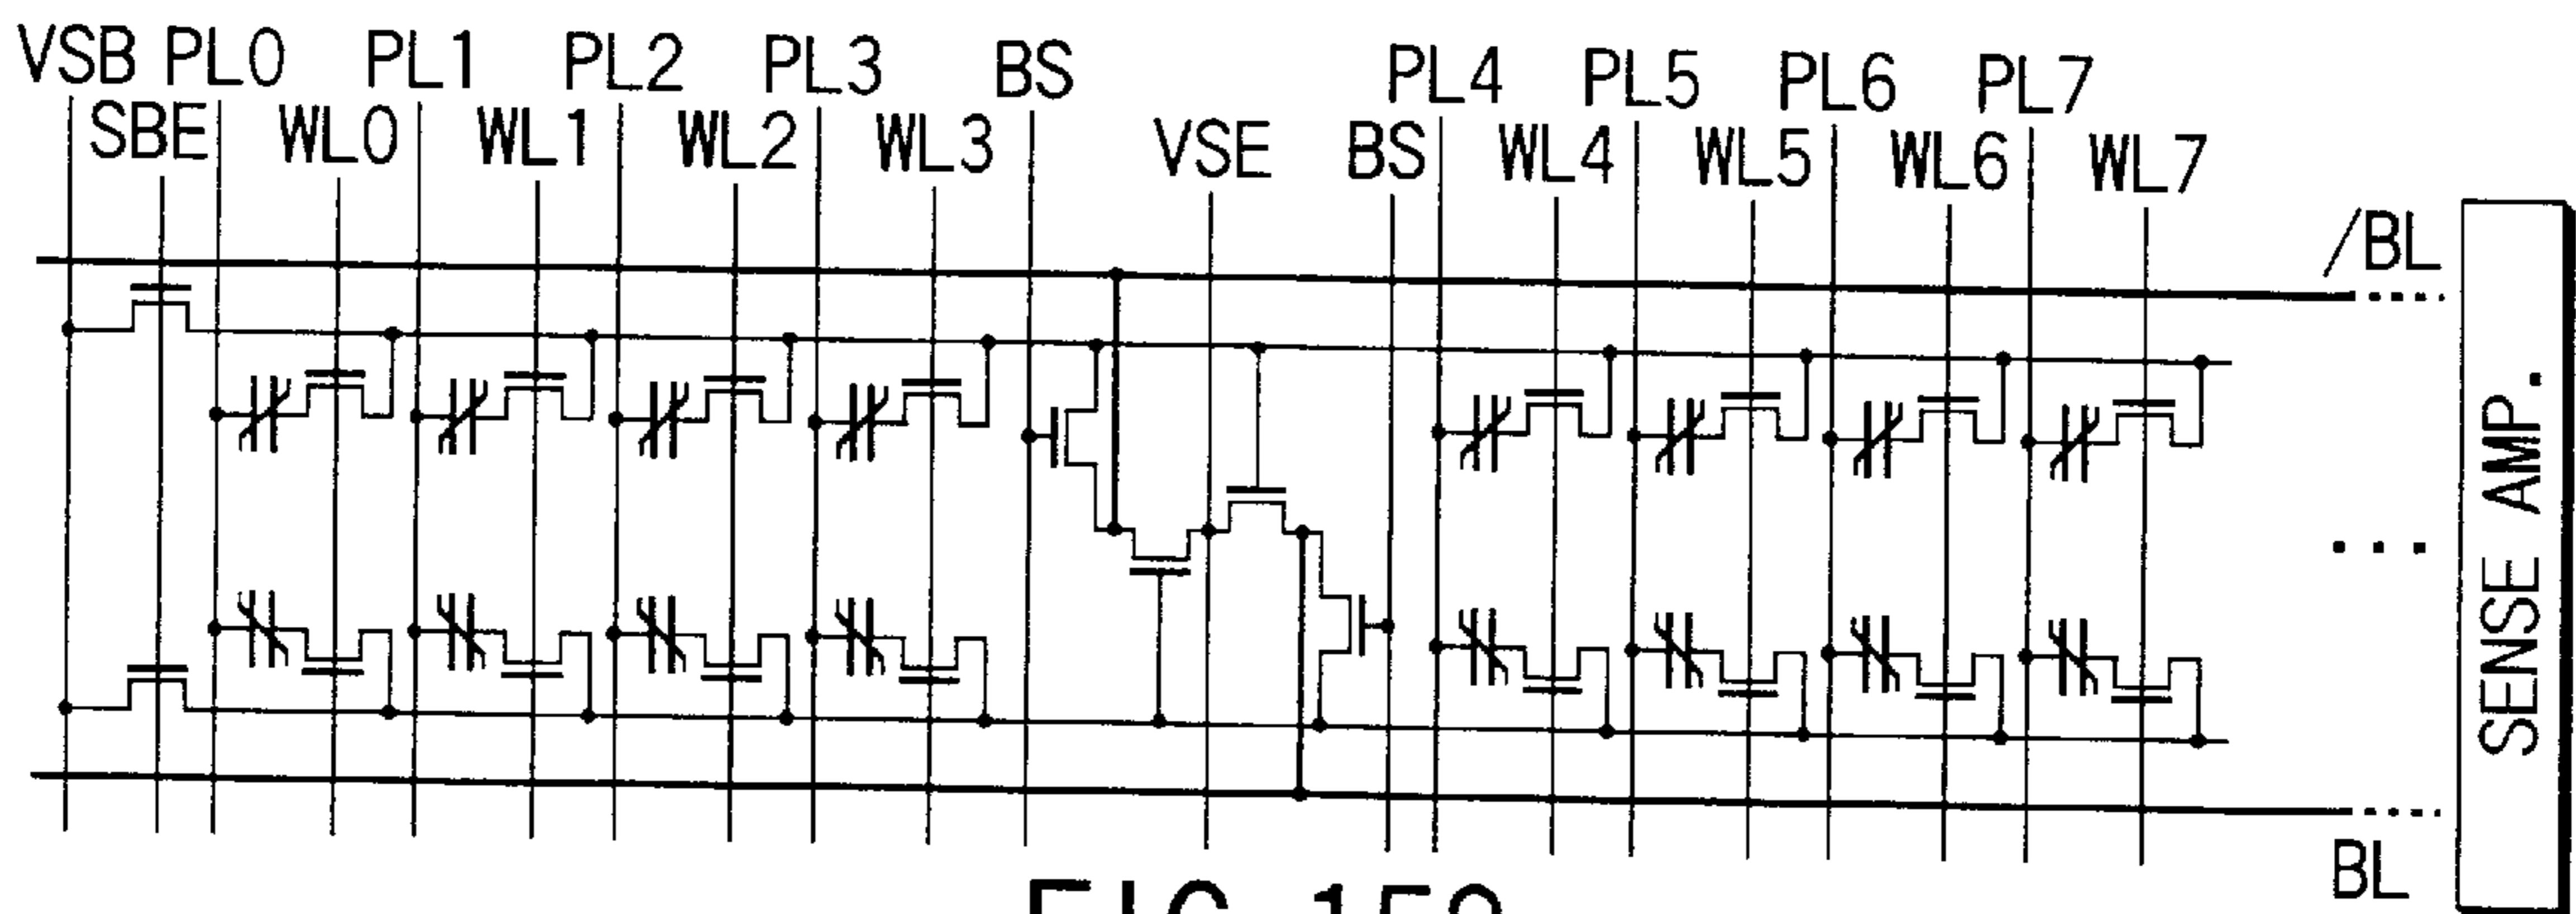 VSB PL0 PL1 PL2 PL3 BS PL4 PL5 PL6 PL7
SBE WL0 WL1 WL2 WL3 VSE BS WL4 WL5 WL6 WL7
/BL
SENSE AMP.
BL